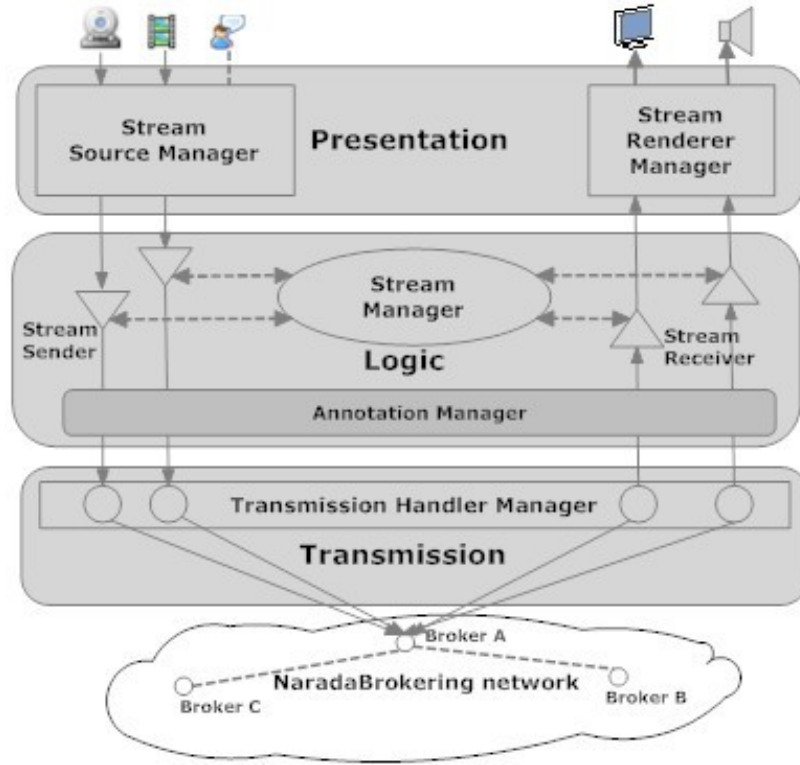 Stream
Source Manager
Presentation
Stream
Renderer
Manager
Stream
Manager
Stream
Sender
Stream
Receiver
Logic
Annotation Manager
Transmission Handler Manager
Transmission
Broker A
NaradaBrokering network
Broker C
Broker B